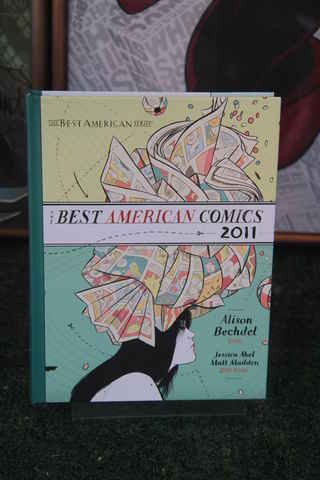 THE BEST AMERICAN SERIES
THE BEST AMERICAN COMICS
2011
Alison
Bechdel
Jessica Abel
Matt Madden